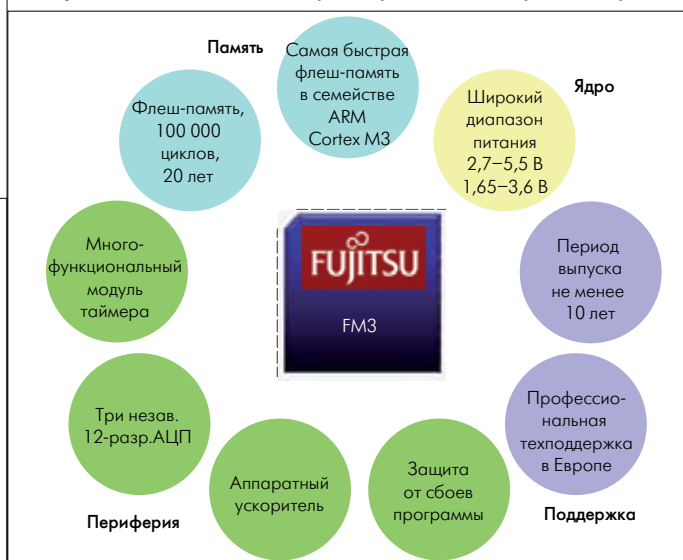 Память
Самая быстрая
флеш-память
в семействе
ARM
Cortex M3
Ядро
Флеш-память,
100 000
циклов,
20 лет
Широкий
диапазон
питания
2,7–5,5 В
1,65–3,6 В
Много-
функциональный
модуль
таймера
FUJITSU
FM3
Период
выпуска
не менее
10 лет
Три незав.
12-разр.АЦП
Профессио-
нальная
техподдержка
в Европе
Аппаратный
ускоритель
Защита
от сбоев
программы
Периферия
Поддержка